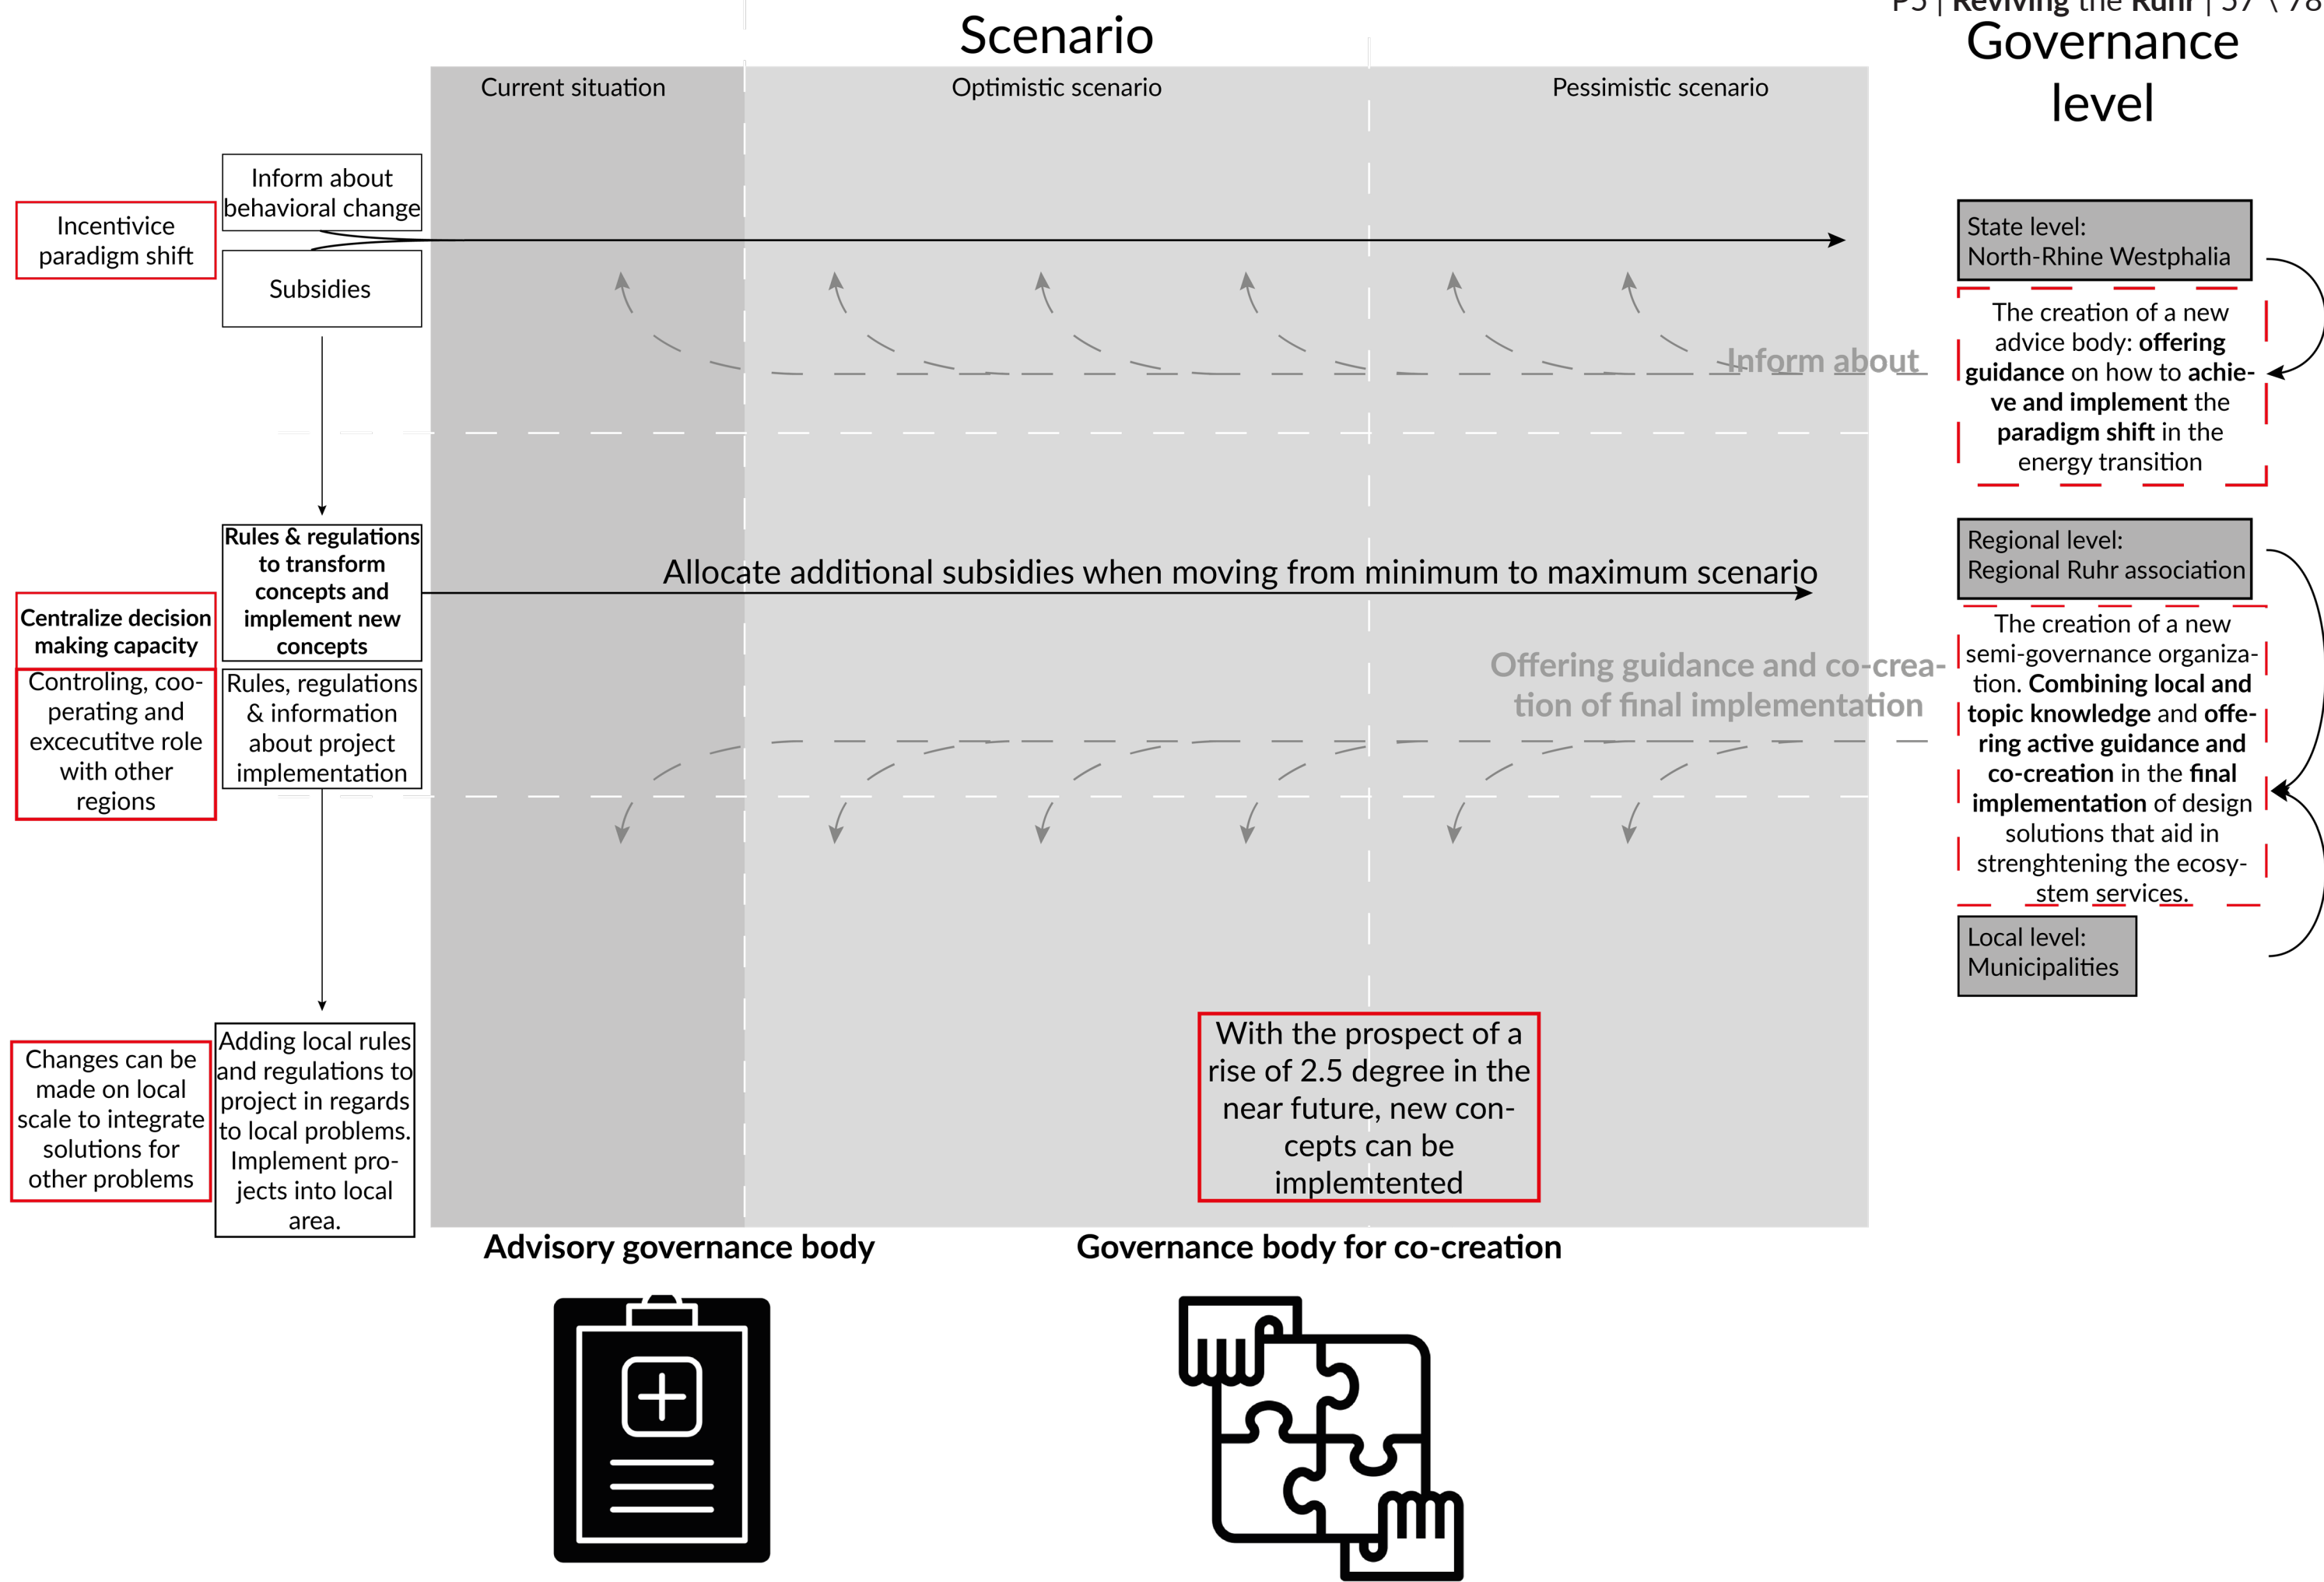 P5 | Reviving the Ruhr | 57 \ 78
Scenario
Governance
level
Current situation
Optimistic scenario
Pessimistic scenario
Incentivice
paradigm shift
Inform about
behavioral change
Subsidies
Inform about
State level:
North-Rhine Westphalia
The creation of a new
advice body: offering
guidance on how to achie-
ve and implement the
paradigm shift in the
energy transition
Centralize decision
making capacity
Controling, coo-
perating and
excecutitve role
with other
regions
Rules & regulations
to transform
concepts and
implement new
concepts
Rules, regulations
& information
about project
implementation
Allocate additional subsidies when moving from minimum to maximum scenario
Offering guidance and co-crea-
tion of final implementation
Regional level:
Regional Ruhr association
The creation of a new
semi-governance organiza-
tion. Combining local and
topic knowledge and offe-
ring active guidance and
co-creation in the final
implementation of design
solutions that aid in
strenghtening the ecosy-
stem services.
Local level:
Municipalities
Changes can be
made on local
scale to integrate
solutions for
other problems
Adding local rules
and regulations to
project in regards
to local problems.
Implement pro-
jects into local
area.
With the prospect of a
rise of 2.5 degree in the
near future, new con-
cepts can be
implemtented
Advisory governance body
Governance body for co-creation